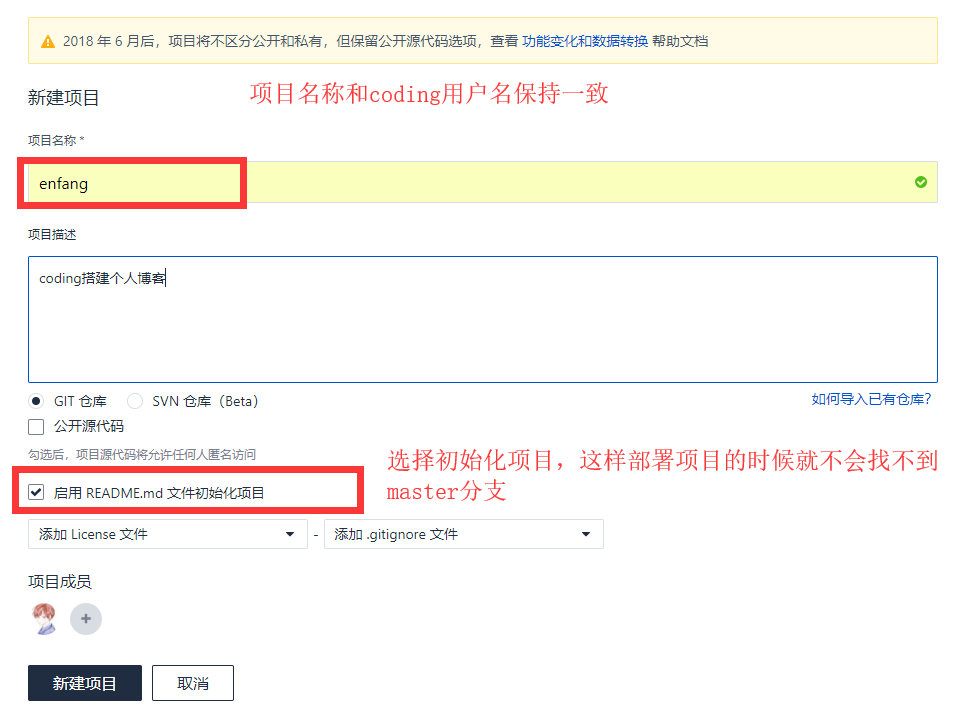 2018 年 6 月后，项目将不区分公开和私有，但保留公开源代码选项，查看 功能变化和数据转换 帮助文档
新建项目
项目名称和coding用户名保持一致
项目名称 *
enfang
项目描述
coding搭建个人博客
GIT 仓库 SVN 仓库（Beta） 如何导入已有仓库?
公开源代码
勾选后，项目源代码将允许任何人匿名访问
选择初始化项目，这样部署项目的时候就不会找不到
master分支
启用 README.md 文件初始化项目
添加 License 文件 - 添加 .gitignore 文件
项目成员
+
新建项目 取消